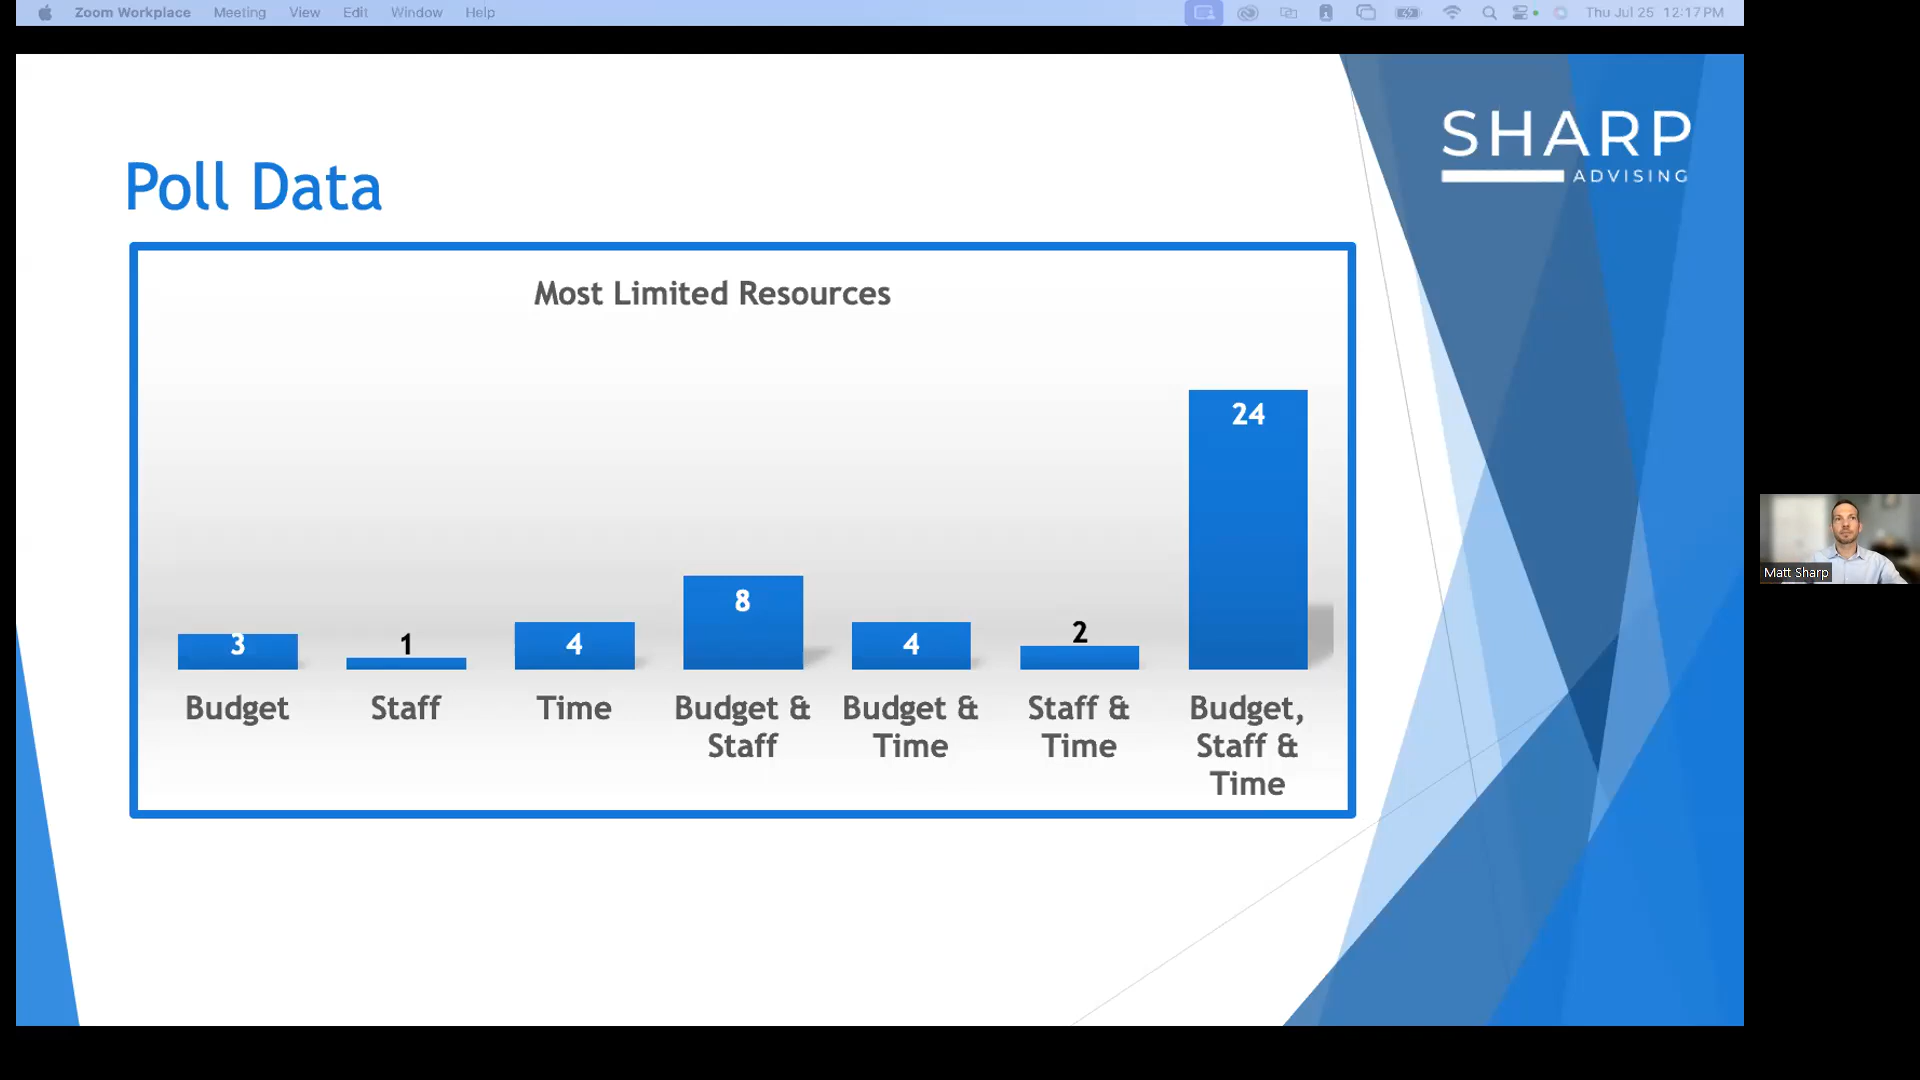 Zoom Workplace Meeting View Edit Window Help Thu Jul 25 12:17 PM
SHARP
ADVISING
Poll Data
Most Limited Resources
24
8
3 1 4 4 2
Budget Staff Time Budget & Budget & Staff & Budget,
Staff Time Time Staff &
Time
Matt Sharp